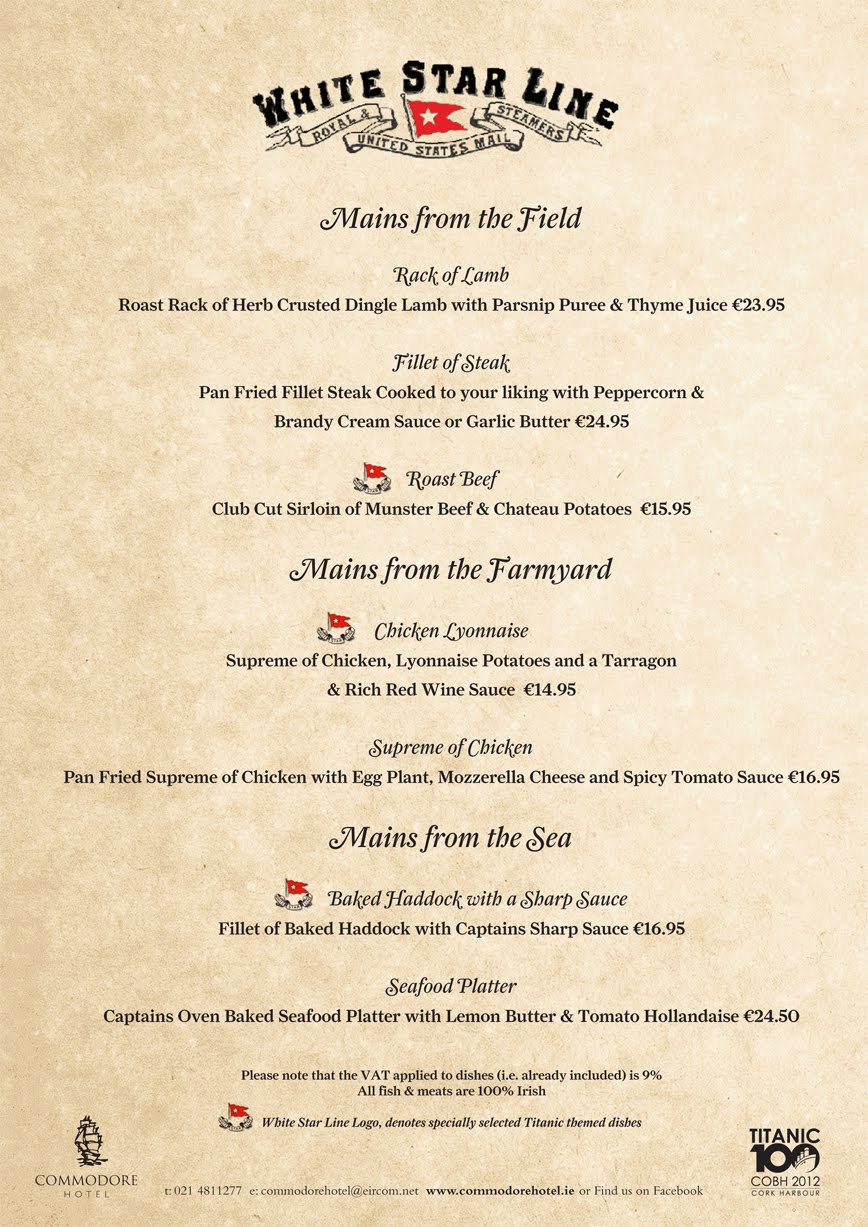 WHITE STAR LINE
ROYAL & UNITED STATES MAIL STEAMERS
Mains from the Field
Rack of Lamb
Roast Rack of Herb Crusted Dingle Lamb with Parsnip Puree & Thyme Juice €23.95
Fillet of Steak
Pan Fried Fillet Steak Cooked to your liking with Peppercorn &
Brandy Cream Sauce or Garlic Butter €24.95
Roast Beef
Club Cut Sirloin of Munster Beef & Chateau Potatoes €15.95
Mains from the Farmyard
Chicken Lyonnaise
Supreme of Chicken, Lyonnaise Potatoes and a Tarragon
& Rich Red Wine Sauce €14.95
Supreme of Chicken
Pan Fried Supreme of Chicken with Egg Plant, Mozzerella Cheese and Spicy Tomato Sauce €16.95
Mains from the Sea
Baked Haddock with a Sharp Sauce
Fillet of Baked Haddock with Captains Sharp Sauce €16.95
Seafood Platter
Captains Oven Baked Seafood Platter with Lemon Butter & Tomato Hollandaise €24.50
Please note that the VAT applied to dishes (i.e. already included) is 9%
All fish & meats are 100% Irish
White Star Line Logo, denotes specially selected Titanic themed dishes
COMMODORE
HOTEL
t: 021 4811277 e: commodorehotel@eircom.net www.commodorehotel.ie or Find us on Facebook
TITANIC
100
COBH 2012
CORK HARBOUR